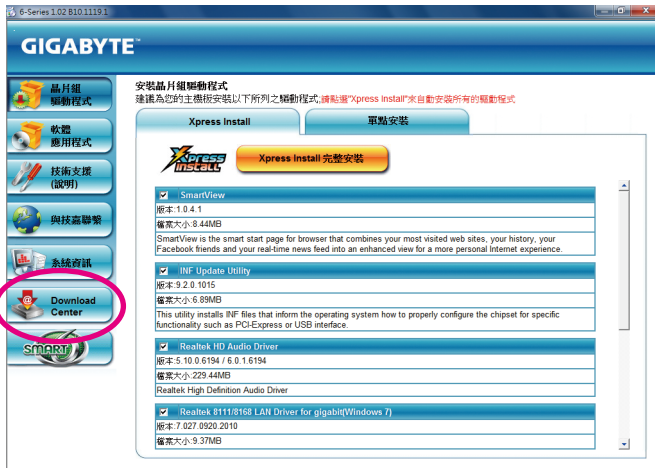 6-Series 1.02 B10.1119.1
GIGABYTE™
晶片組
驅動程式
軟體
應用程式
技術支援
(說明)
與技嘉聯繫
系統資訊
Download
Center
SMART
安裝晶片組驅動程式
建議為您的主機板安裝以下所列之驅動程式;請點選"Xpress Install"來自動安裝所有的驅動程式
Xpress Install
單點安裝
Xpress
INSTALL
Xpress Install 完整安裝
SmartView
版本:1.0.4.1
檔案大小:8.44MB
SmartView is the smart start page for browser that combines your most visited web sites, your history, your
Facebook friends and your real-time news feed into an enhanced view for a more personal Internet experience.
INF Update Utility
版本:9.2.0.1015
檔案大小:6.89MB
This utility installs INF files that inform the operating system how to properly configure the chipset for specific
functionality such as PCI-Express or USB interface.
Realtek HD Audio Driver
版本:5.10.0.6194 / 6.0.1.6194
檔案大小:229.44MB
Realtek High Definition Audio Driver
Realtek 8111/8168 LAN Driver for gigabit(Windows 7)
版本:7.027.0920.2010
檔案大小:9.37MB